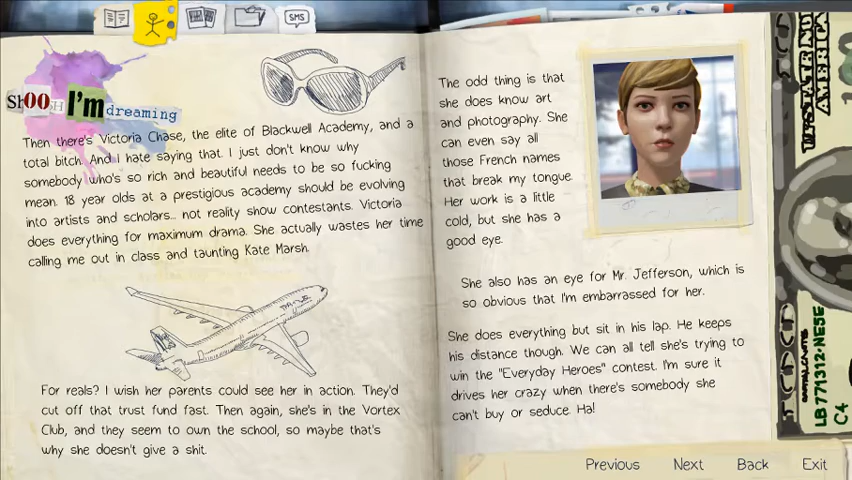 ShOOSH I'm dreaming
Then there's Victoria Chase, the elite of Blackwell Academy, and a
total bitch. And I hate saying that. I just don't know why
somebody who's so rich and beautiful needs to be so fucking
mean. 18 year olds at a prestigious academy should be evolving
into artists and scholars... not reality show contestants. Victoria
does everything for maximum drama. She actually wastes her time
calling me out in class and taunting Kate Marsh.
For reals? I wish her parents could see her in action. They'd
cut off that trust fund fast. Then again, she's in the Vortex
Club, and they seem to own the school, so maybe that's
why she doesn't give a shit.
The odd thing is that
she does know art
and photography. She
can even say all
those French names
that break my tongue.
Her work is a little
cold, but she has a
good eye.
She also has an eye for Mr. Jefferson, which is
so obvious that I'm embarrassed for her.
She does everything but sit in his lap. He keeps
his distance though. We can all tell she's trying to
win the "Everyday Heroes" contest. I'm sure it
drives her crazy when there's somebody she
can't buy or seduce. Ha!
SMS
AMERICA
LB771312-NE5E
C4
Previous
Next
Back
Exit